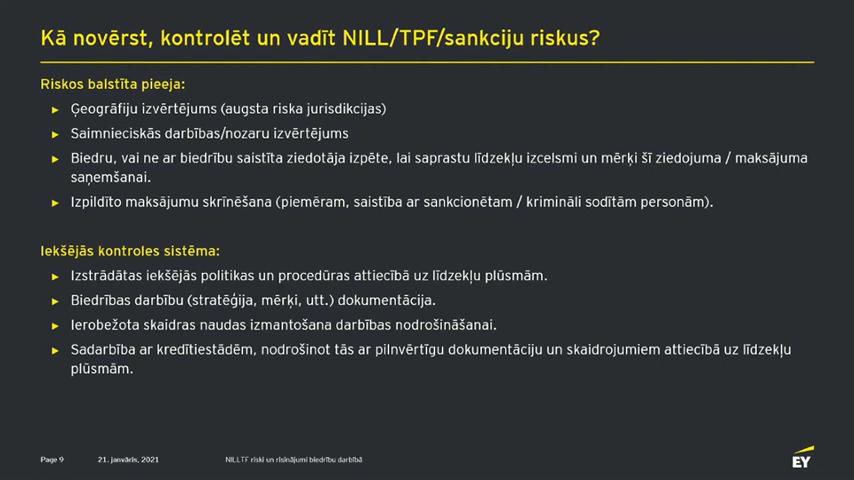 Kā novērst, kontrolēt un vadīt NILL/TPF/sankciju riskus?
Riskos balstīta pieeja:
► Ģeogrāfiju izvērtējums (augsta riska jurisdikcijas)
► Saimnieciskās darbības/nozaru izvērtējums
► Biedru, vai ne ar biedrību saistīta ziedotāja izpēte, lai saprastu līdzekļu izcelsmi un mērķi šī ziedojuma / maksājuma
saņemšanai.
► Izpildīto maksājumu skrīnēšana (piemēram, saistība ar sankcionētam / krimināli sodītām personām).
Iekšējās kontroles sistēma:
► Izstrādātas iekšējās politikas un procedūras attiecībā uz līdzekļu plūsmām.
► Biedrības darbību (stratēģija, mērķi, utt.) dokumentācija.
► Ierobežota skaidras naudas izmantošana darbības nodrošināšanai.
► Sadarbība ar kredītiestādēm, nodrošinot tās ar pilnvērtīgu dokumentāciju un skaidrojumiem attiecībā uz līdzekļu
plūsmām.
Page 9 21. janvāris, 2021 NILLTF riski un risinājumi biedrību darbībā
EY